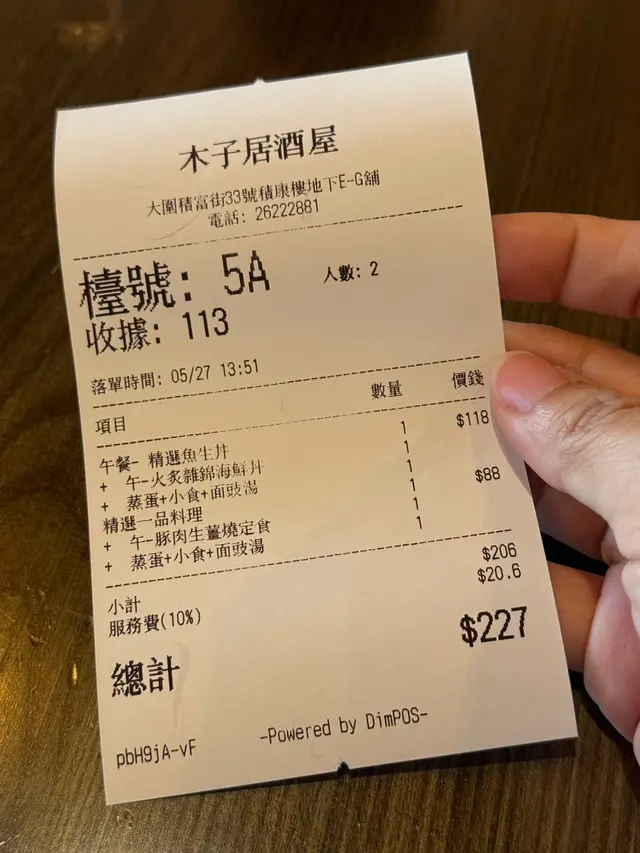 木子居酒屋
大圍積富街33號積康樓地下E-G舖
電話: 26222881
檯號: 5A 人數: 2
收據: 113
落單時間: 05/27 13:51
項目 數量 價錢
午餐- 精選魚生丼 1 $118
+ 午-火炙雜錦海鮮丼 1
+ 蒸蛋+小食+面豉湯 1
精選一品料理 1 $88
+ 午-豚肉生薑燒定食 1
+ 蒸蛋+小食+面豉湯 1
小計 $206
服務費(10%) $20.6
總計 $227
pbH9jA-vF -Powered by DimPOS-